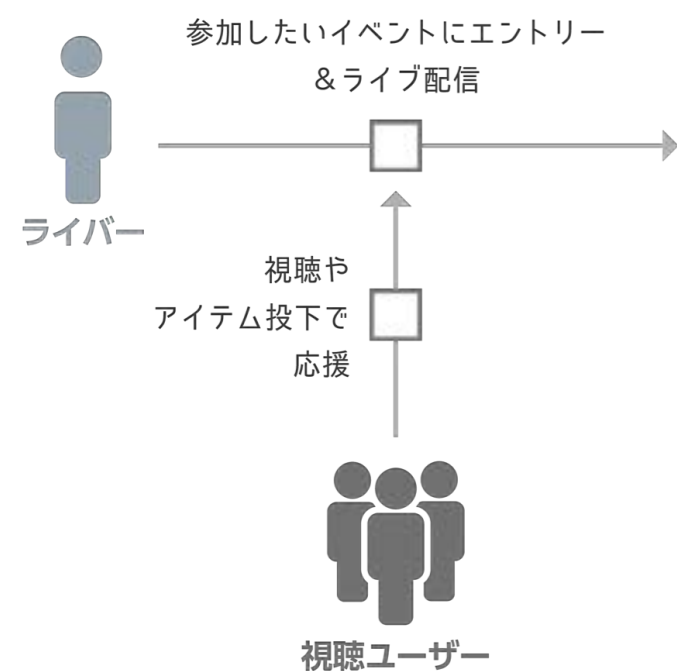 参加したいイベントにエントリー
＆ライブ配信
ライバー
視聴や
アイテム投下で
応援
視聴ユーザー